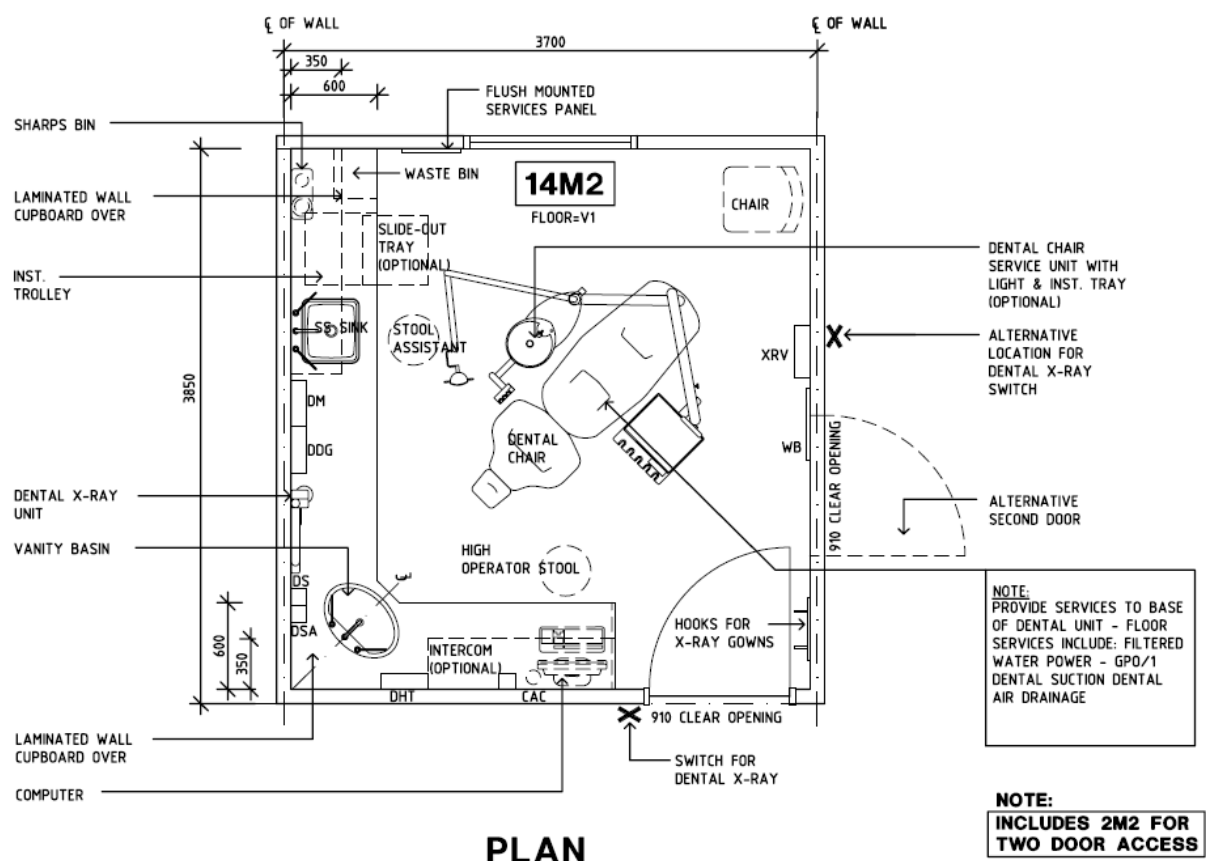 ℄ OF WALL
℄ OF WALL
3700
350
600
FLUSH MOUNTED
SERVICES PANEL
SHARPS BIN
WASTE BIN
14M2
FLOOR=V1
CHAIR
LAMINATED WALL
CUPBOARD OVER
SLIDE-OUT
TRAY
(OPTIONAL)
INST.
TROLLEY
DENTAL CHAIR
SERVICE UNIT WITH
LIGHT & INST. TRAY
(OPTIONAL)
SS SINK
STOOL
ASSISTANT
XRV
ALTERNATIVE
LOCATION FOR
DENTAL X-RAY
SWITCH
3850
DM
DDG
DENTAL
CHAIR
WB
910 CLEAR OPENING
DENTAL X-RAY
UNIT
ALTERNATIVE
SECOND DOOR
VANITY BASIN
HIGH
OPERATOR STOOL
℄
DS
DSA
600
350
INTERCOM
(OPTIONAL)
HOOKS FOR
X-RAY GOWNS
NOTE:
PROVIDE SERVICES TO BASE
OF DENTAL UNIT - FLOOR
SERVICES INCLUDE: FILTERED
WATER POWER - GPO/1
DENTAL SUCTION DENTAL
AIR DRAINAGE
DHT
CAC
910 CLEAR OPENING
LAMINATED WALL
CUPBOARD OVER
SWITCH FOR
DENTAL X-RAY
COMPUTER
NOTE:
INCLUDES 2M2 FOR
TWO DOOR ACCESS
PLAN